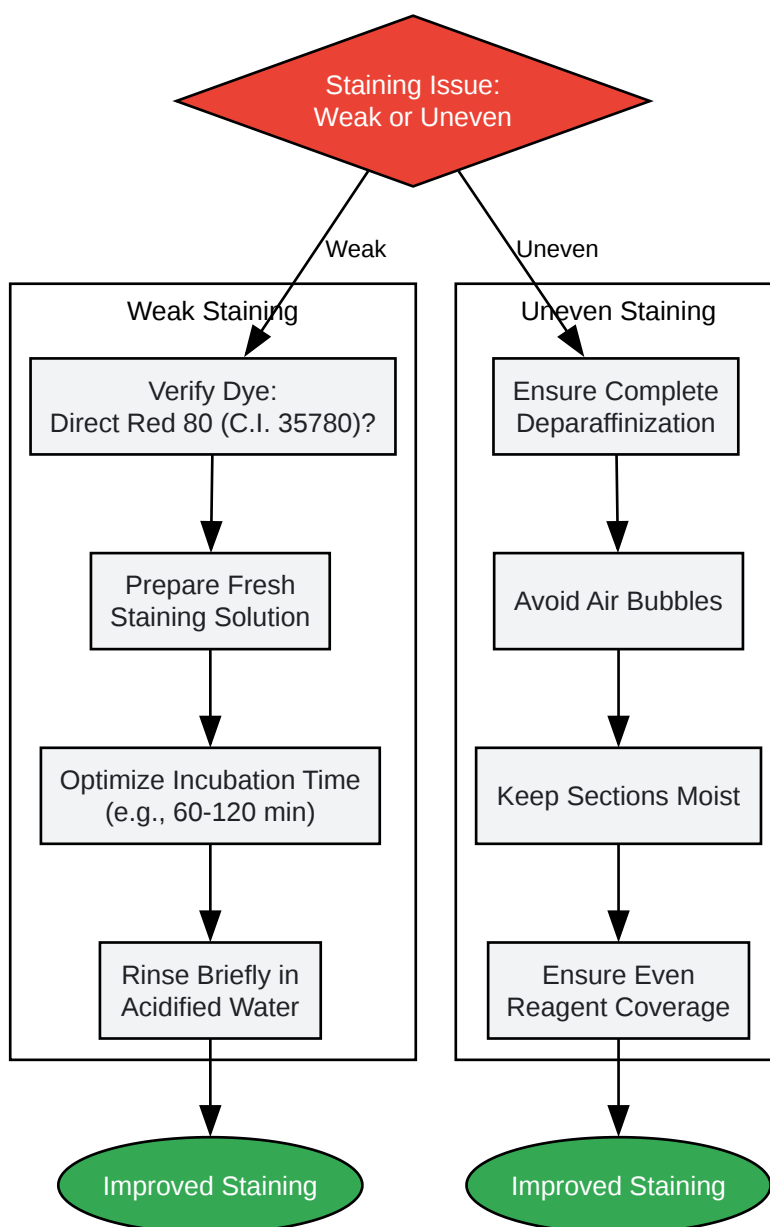 Staining Issue:
Weak or Uneven
Weak
Uneven
Weak Staining
Verify Dye:
Direct Red 80 (C.I. 35780)?
Prepare Fresh
Staining Solution
Optimize Incubation Time
(e.g., 60-120 min)
Rinse Briefly in
Acidified Water
Improved Staining
Uneven Staining
Ensure Complete
Deparaffinization
Avoid Air Bubbles
Keep Sections Moist
Ensure Even
Reagent Coverage
Improved Staining